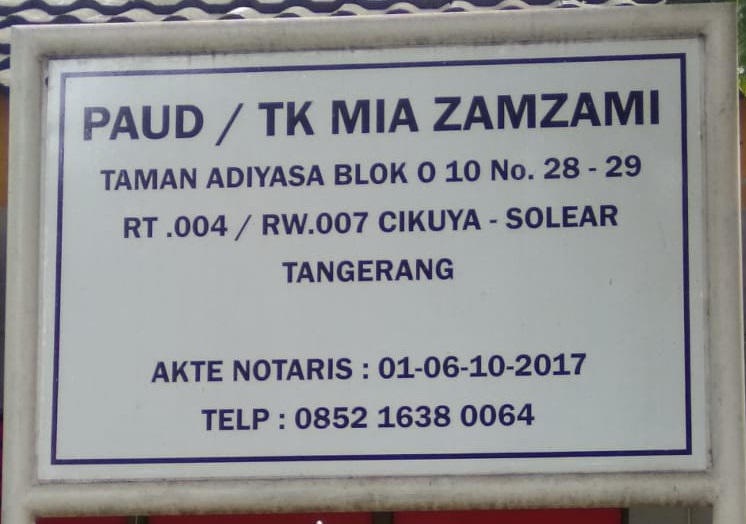 PAUD / TK MIA ZAMZAMI
TAMAN ADIYASA BLOK O 10 No. 28 - 29
RT .004 / RW.007 CIKUYA - SOLEAR
TANGERANG
AKTE NOTARIS : 01-06-10-2017
TELP : 0852 1638 0064